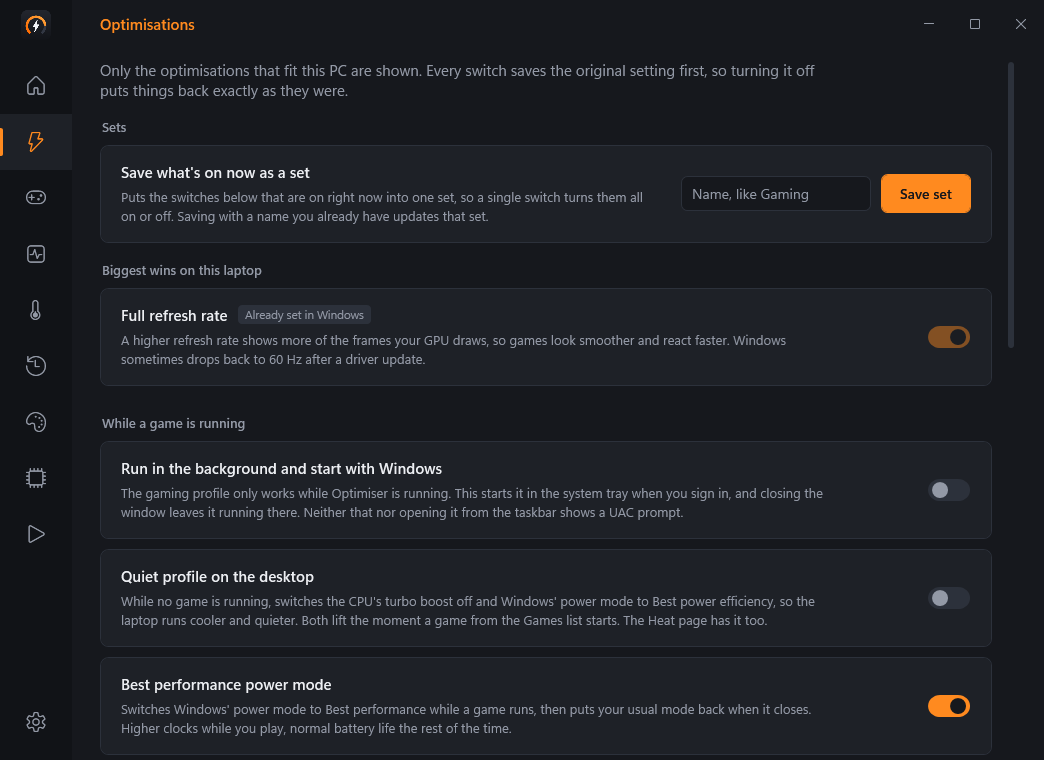 Optimisations
Only the optimisations that fit this PC are shown. Every switch saves the original setting first, so turning it off
puts things back exactly as they were.
Sets
Save what's on now as a set
Puts the switches below that are on right now into one set, so a single switch turns them all
on or off. Saving with a name you already have updates that set.
Name, like Gaming
Save set
Biggest wins on this laptop
Full refresh rate
Already set in Windows
A higher refresh rate shows more of the frames your GPU draws, so games look smoother and react faster. Windows
sometimes drops back to 60 Hz after a driver update.
While a game is running
Run in the background and start with Windows
The gaming profile only works while Optimiser is running. This starts it in the system tray when you sign in, and closing the
window leaves it running there. Neither that nor opening it from the taskbar shows a UAC prompt.
Quiet profile on the desktop
While no game is running, switches the CPU's turbo boost off and Windows' power mode to Best power efficiency, so the
laptop runs cooler and quieter. Both lift the moment a game from the Games list starts. The Heat page has it too.
Best performance power mode
Switches Windows' power mode to Best performance while a game runs, then puts your usual mode back when it closes.
Higher clocks while you play, normal battery life the rest of the time.